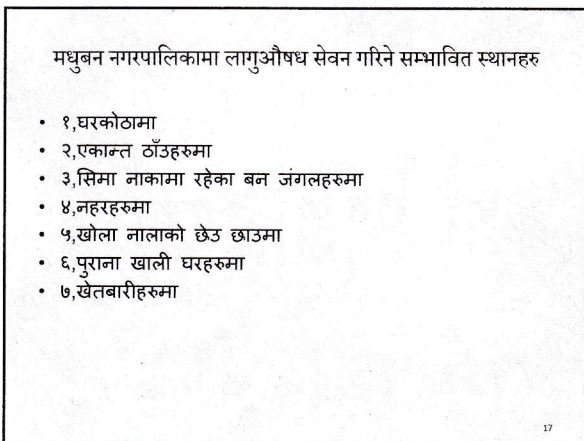 मधुबन नगरपालिकामा लागुऔषध सेवन गरिने सम्भावित स्थानहरु
• १,घरकोठामा
• २,एकान्त ठाँउहरुमा
• ३,सिमा नाकामा रहेका बन जंगलहरुमा
• ४,नहरहरुमा
• ५,खोला नालाको छेउ छाउमा
• ६,पुराना खाली घरहरुमा
• ७,खेतबारीहरुमा
17